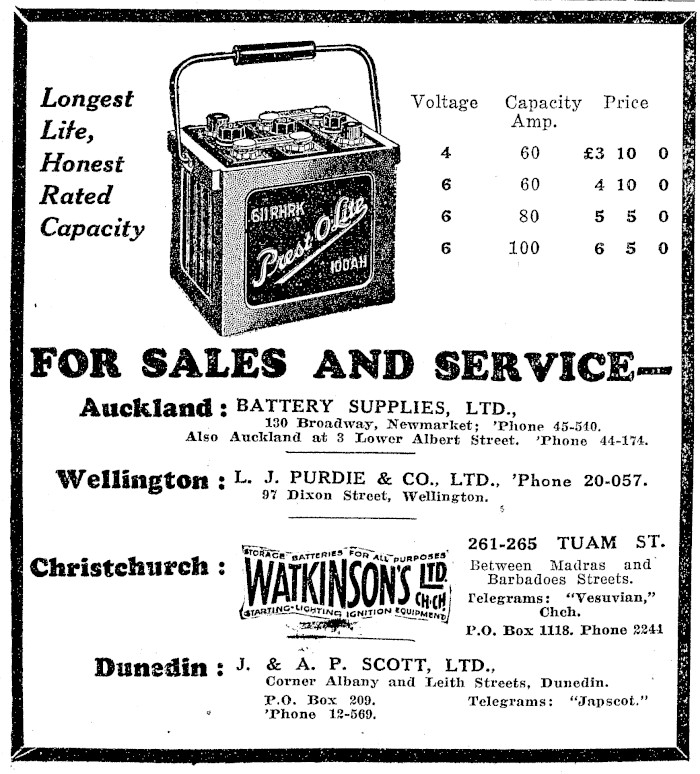 Longest
Life,
Honest
Rated
Capacity
611 RHRK
Prest-O-Lite
100AH
Voltage Capacity Price
Amp.
4 60 £3 10 0
6 60 4 10 0
6 80 5 5 0
6 100 6 5 0
FOR SALES AND SERVICE—
Auckland : BATTERY SUPPLIES, LTD.,
130 Broadway, Newmarket; 'Phone 45-540.
Also Auckland at 3 Lower Albert Street. 'Phone 44-174.
Wellington : L. J. PURDIE & CO., LTD., 'Phone 20-057.
97 Dixon Street, Wellington.
Christchurch :
STORAGE BATTERIES FOR ALL PURPOSES
WATKINSON'S LTD.
CH·CH
STARTING-LIGHTING IGNITION EQUIPMENT
261-265 TUAM ST.
Between Madras and
Barbadoes Streets.
Telegrams: "Vesuvian,"
Chch.
P.O. Box 1118. Phone 2244
Dunedin : J. & A. P. SCOTT, LTD.,
Corner Albany and Leith Streets, Dunedin.
P.O. Box 209. Telegrams: "Japscot."
'Phone 12-569.